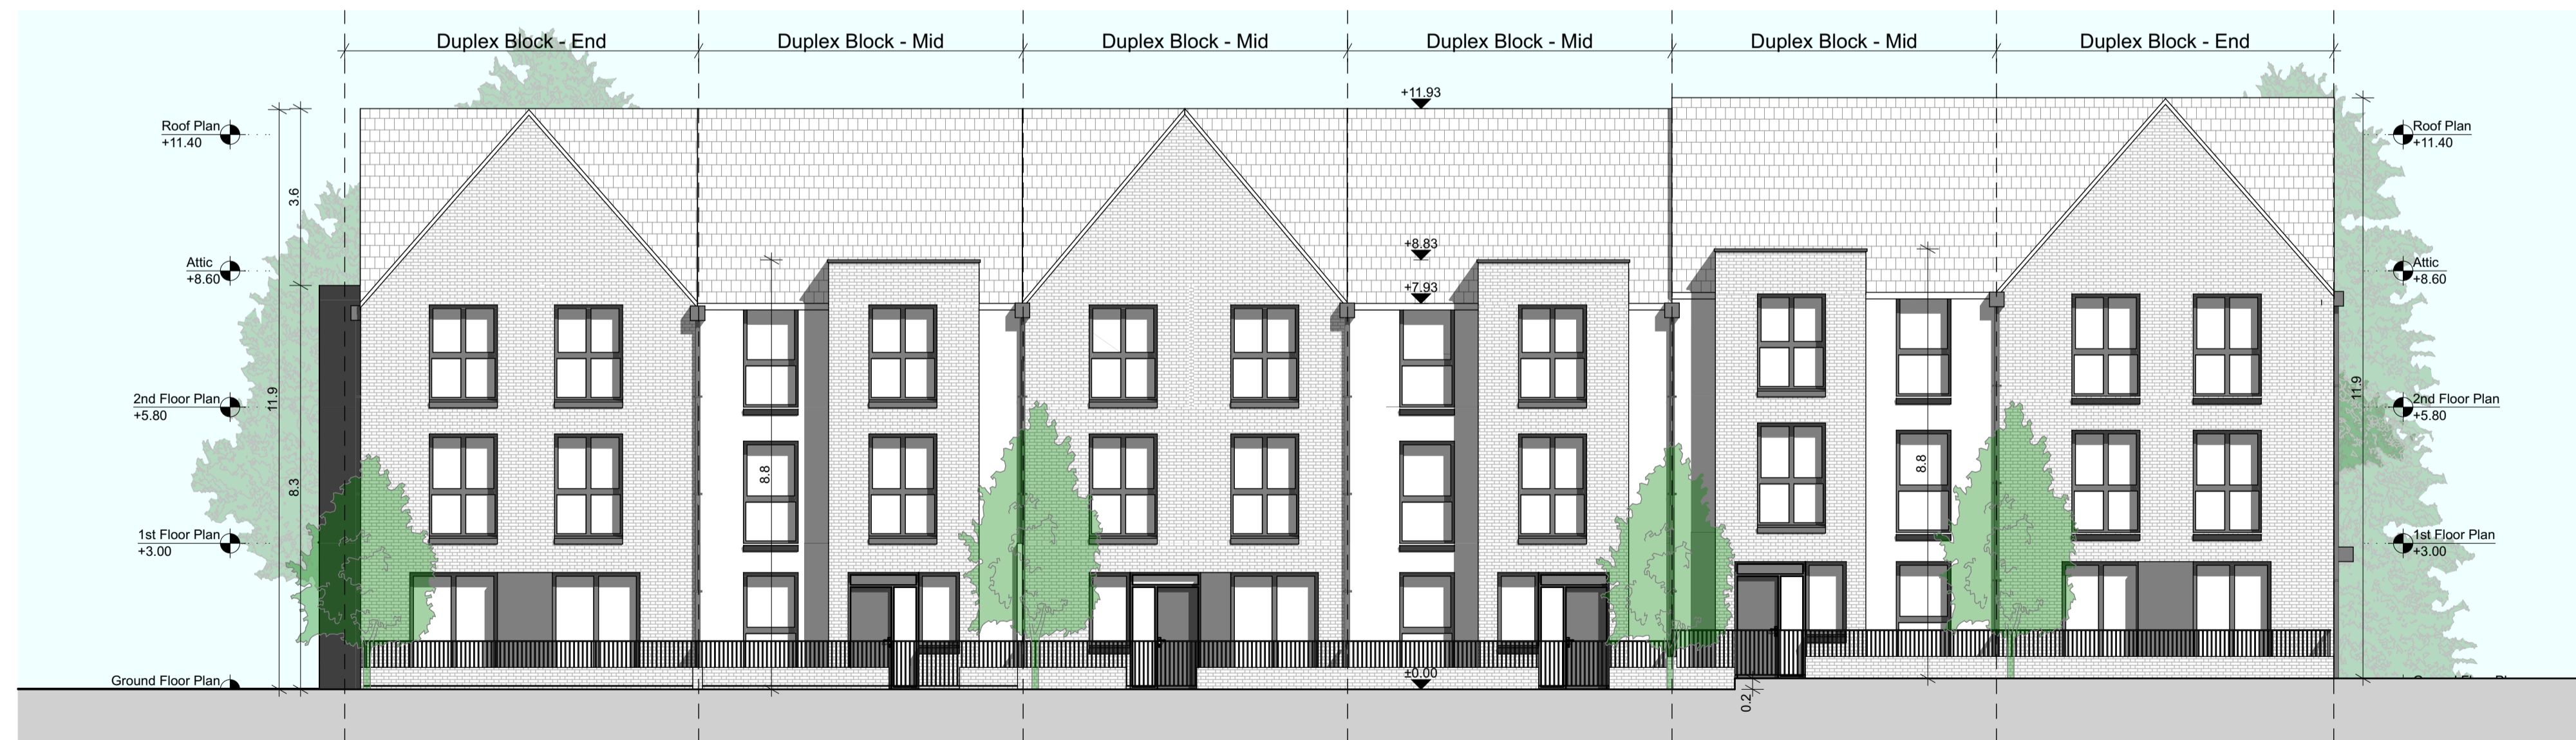 Duplex Block - End
Duplex Block - Mid
Duplex Block - Mid
Duplex Block - Mid
Duplex Block - Mid
Duplex Block - End
+11.93
Roof Plan
+11.40
Roof Plan
+11.40
3.6
Attic
+8.60
+8.83
+7.93
Attic
+8.60
2nd Floor Plan
+5.80
11.9
11.9
2nd Floor Plan
+5.80
8.3
8.8
8.8
1st Floor Plan
+3.00
1st Floor Plan
+3.00
Ground Floor Plan
±0.00
0.2